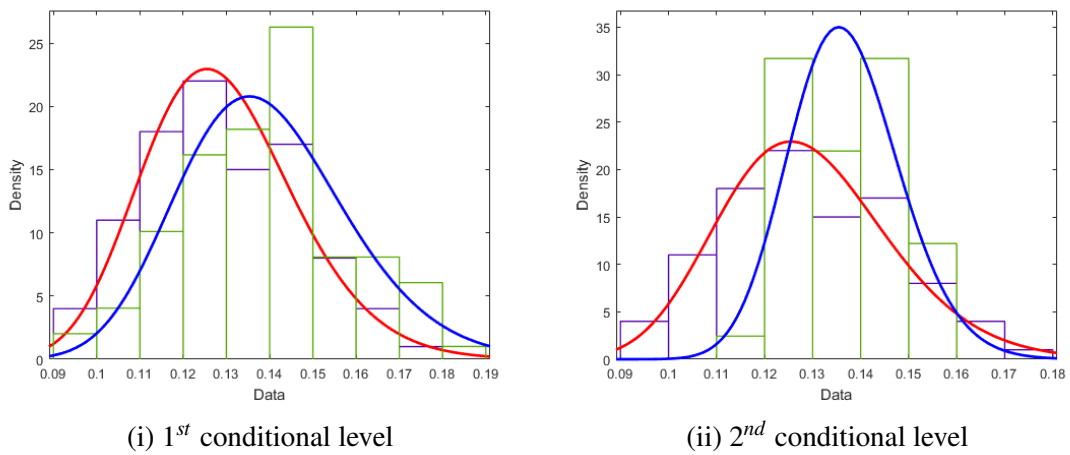 Density
25
20
15
10
5
0
0.09 0.1 0.11 0.12 0.13 0.14 0.15 0.16 0.17 0.18 0.19
Data
(i) 1st conditional level
Density
35
30
25
20
15
10
5
0
0.09 0.1 0.11 0.12 0.13 0.14 0.15 0.16 0.17 0.18
Data
(ii) 2nd conditional level